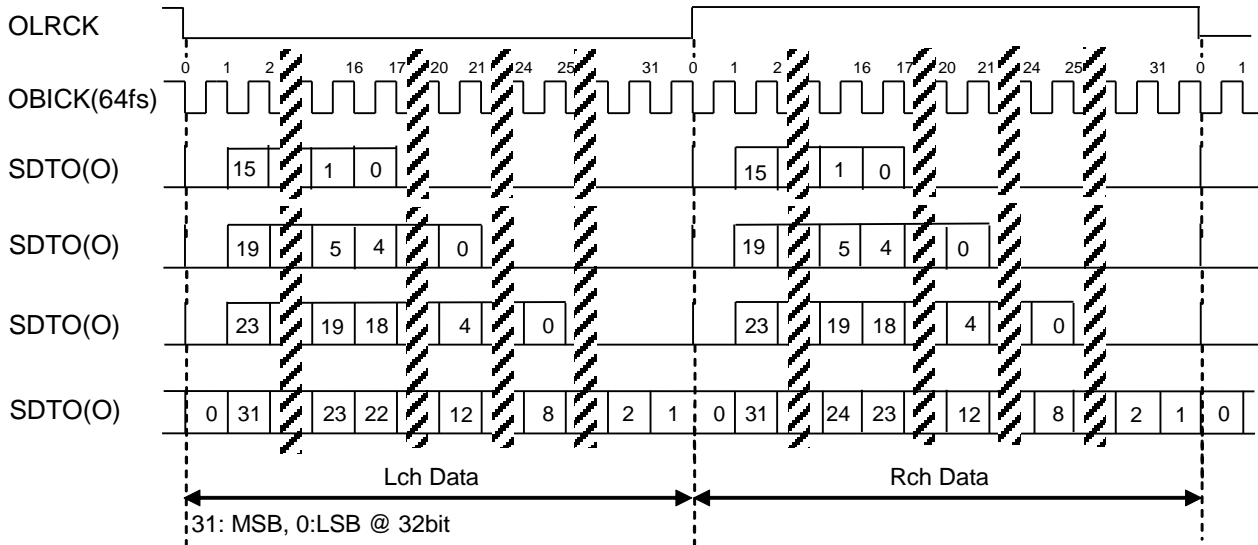 OLRCK
0 1 2 16 17 20 21 24 25 31 0 1 2 16 17 20 21 24 25 31 0 1
OBICK(64fs)
SDTO(O) 15 1 0 15 1 0
SDTO(O) 19 5 4 0 19 5 4 0
SDTO(O) 23 19 18 4 0 23 19 18 4 0
SDTO(O) 0 31 23 22 12 8 2 1 0 31 24 23 12 8 2 1 0
Lch Data Rch Data
31: MSB, 0:LSB @ 32bit